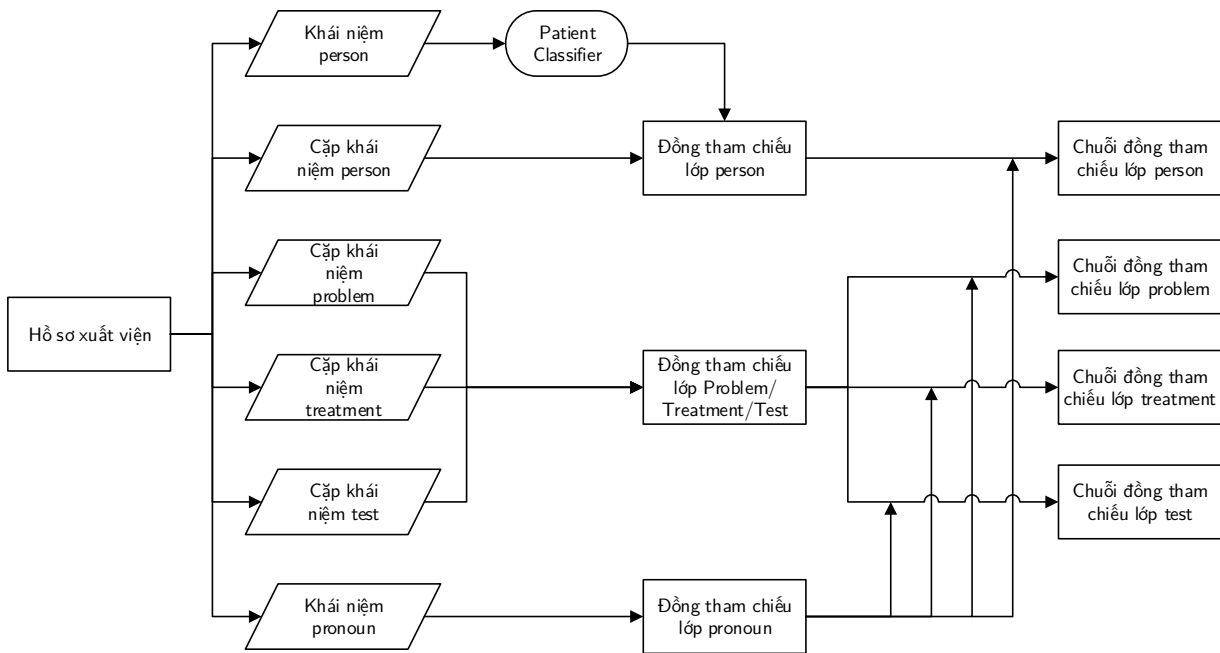 Khái niệm
person
Patient
Classifier
Cặp khái
niệm person
Đồng tham chiếu
lớp person
Chuỗi đồng tham
chiếu lớp person
Cặp khái
niệm
problem
Chuỗi đồng tham
chiếu lớp problem
Hồ sơ xuất viện
Cặp khái
niệm
treatment
Đồng tham chiếu
lớp Problem/
Treatment/Test
Chuỗi đồng tham
chiếu lớp treatment
Cặp khái
niệm test
Chuỗi đồng tham
chiếu lớp test
Khái niệm
pronoun
Đồng tham chiếu
lớp pronoun